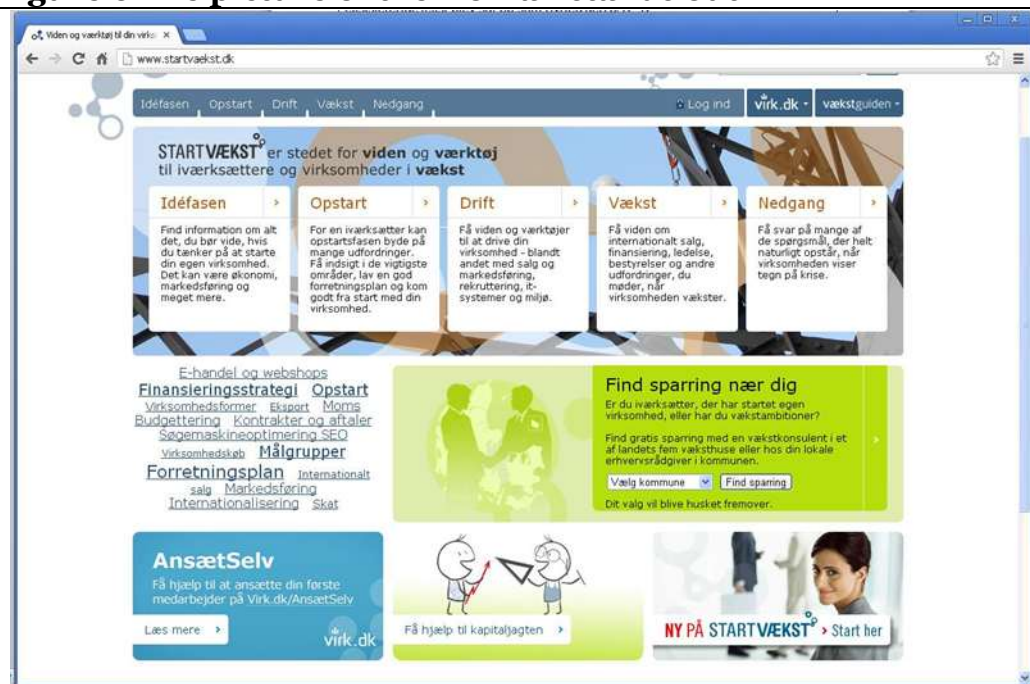 Viden og værktøj til din virks
www.startvaekst.dk
Idéfasen Opstart Drift Vækst Nedgang Log ind virk.dk vækstguiden
STARTVÆKST er stedet for viden og værktøj
til iværksættere og virksomheder i vækst
Idéfasen
Find information om alt
det, du bør vide, hvis
du tænker på at starte
din egen virksomhed.
Det kan være økonomi,
markedsføring og
meget mere.
Opstart
For en iværksætter kan
opstartsfasen byde på
mange udfordringer.
Få indsigt i de vigtigste
områder, lav en god
forretningsplan og kom
godt fra start med din
virksomhed.
Drift
Få viden og værktøjer
til at drive din
virksomhed - blandt
andet med salg og
markedsføring,
rekruttering, it-
systemer og miljø.
Vækst
Få viden om
internationalt salg,
finansiering, ledelse,
bestyrelser og andre
udfordringer, du
møder, når
virksomheden vækster.
Nedgang
Få svar på mange af
de spørgsmål, der helt
naturligt opstår, når
virksomheden viser
tegn på krise.
E-handel og webshops
Finansieringsstrategi Opstart
Virksomhedsformer Eksport Moms
Budgettering Kontrakter og aftaler
Søgemaskineoptimering SEO
Virksomhedskøb Målgrupper
Forretningsplan Internationalt
salg Markedsføring
Internationalisering Skat
Find sparring nær dig
Er du iværksætter, der har startet egen
virksomhed, eller har du vækstambitioner?
Find gratis sparring med en vækstkonsulent i et
af landets fem væksthuse eller hos din lokale
erhvervsrådgiver i kommunen.
Vælg kommune Find sparring
Dit valg vil blive husket fremover.
AnsætSelv
Få hjælp til at ansætte din første
medarbejder på Virk.dk/AnsætSelv
Læs mere
virk.dk
Få hjælp til kapitaljagten
NY PÅ STARTVÆKST Start her